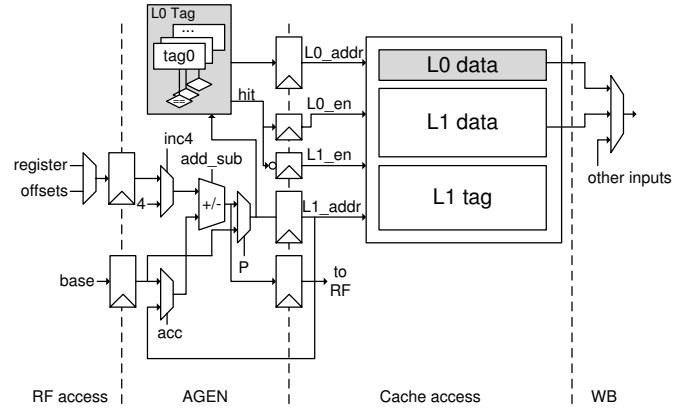 L0 Tag
...
tag0
==
hit
L0_addr
L0_en
L1_en
L1_addr
L0 data
L1 data
L1 tag
other inputs
inc4
add_sub
register
offsets
4
+/-
P
base
acc
to
RF
RF access
AGEN
Cache access
WB